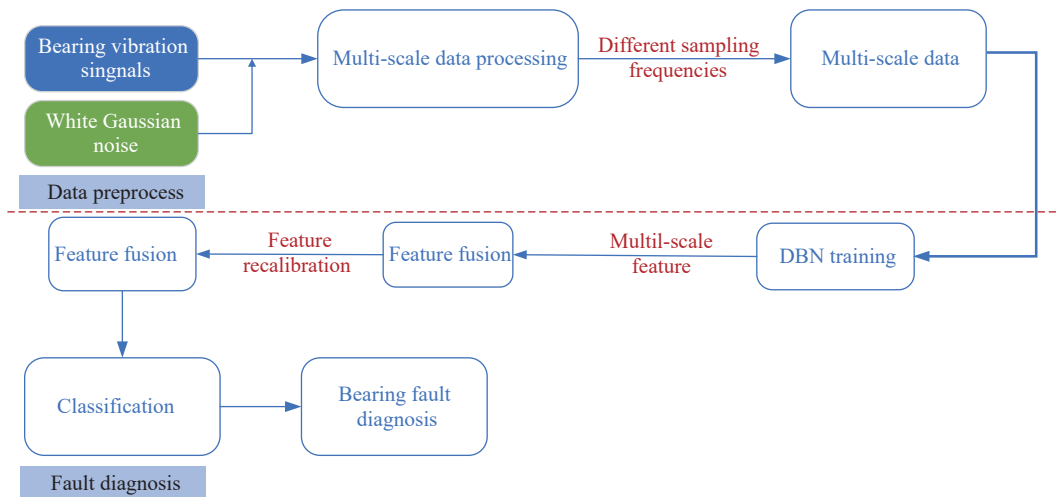 Bearing vibration
singnals
Multi-scale data processing
Different sampling
frequencies
Multi-scale data
White Gaussian
noise
Data preprocess
Feature fusion
Feature
recalibration
Feature fusion
Multil-scale
feature
DBN training
Classification
Bearing fault
diagnosis
Fault diagnosis